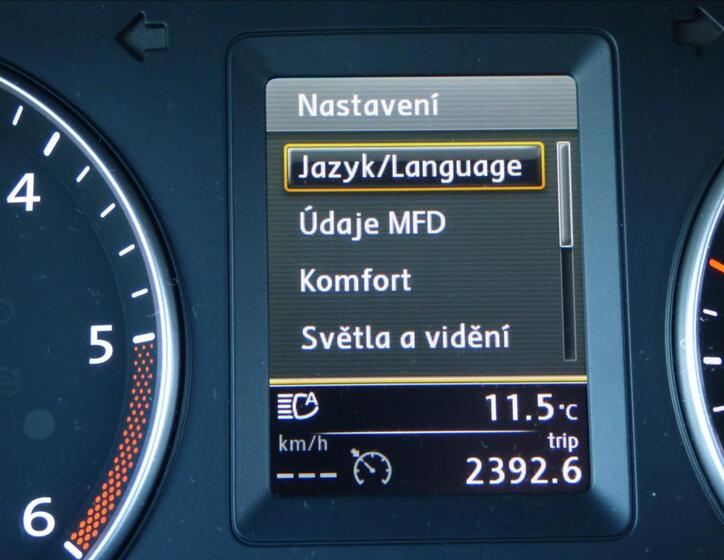 Nastavení
Jazyk/Language
Údaje MFD
Komfort
Světla a vidění
A 11.5°C
km/h trip
--- 2392.6
4
5
6